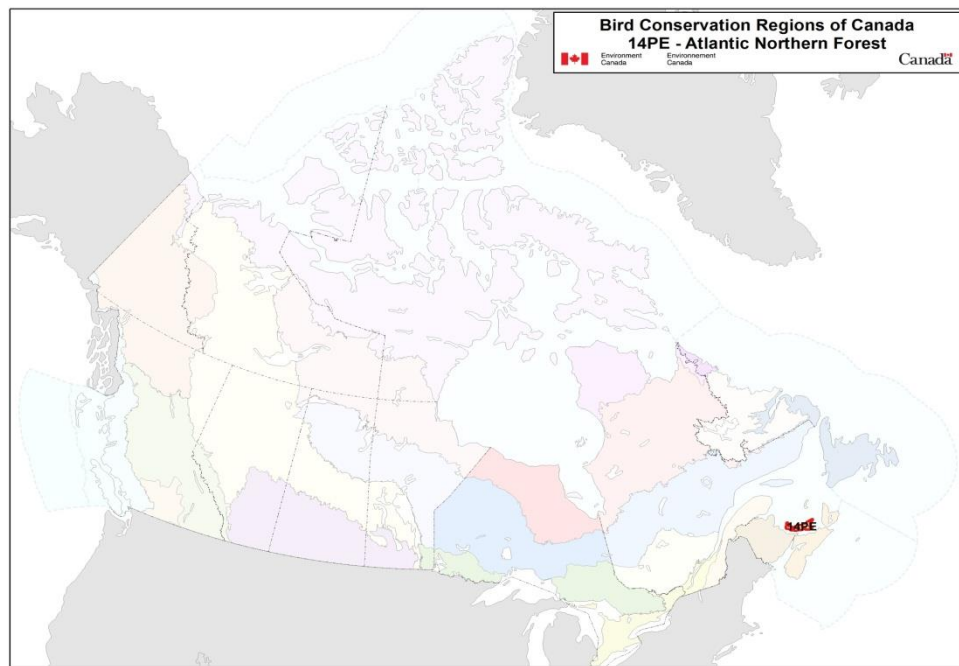 Bird Conservation Regions of Canada
14PE - Atlantic Northern Forest
Environment Canada
Environnement Canada
Canada
14PE